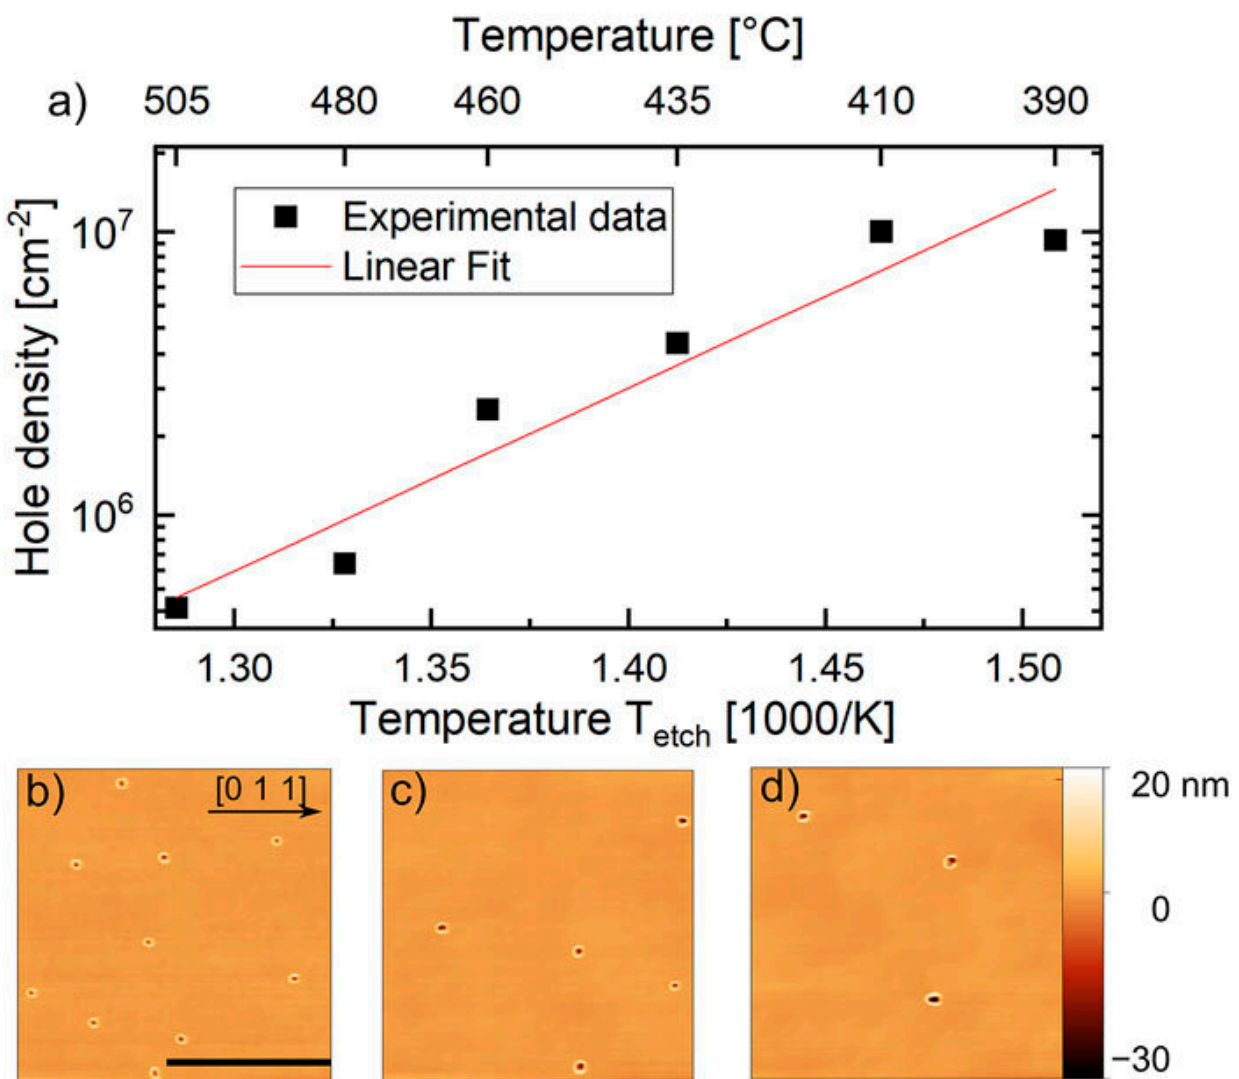 Temperature [°C]
a) 505 480 460 435 410 390
Experimental data
Linear Fit
Hole density [cm-2]
107
106
1.30 1.35 1.40 1.45 1.50
Temperature Tetch [1000/K]
b) [0 1 1] c) d) 20 nm
0
−30